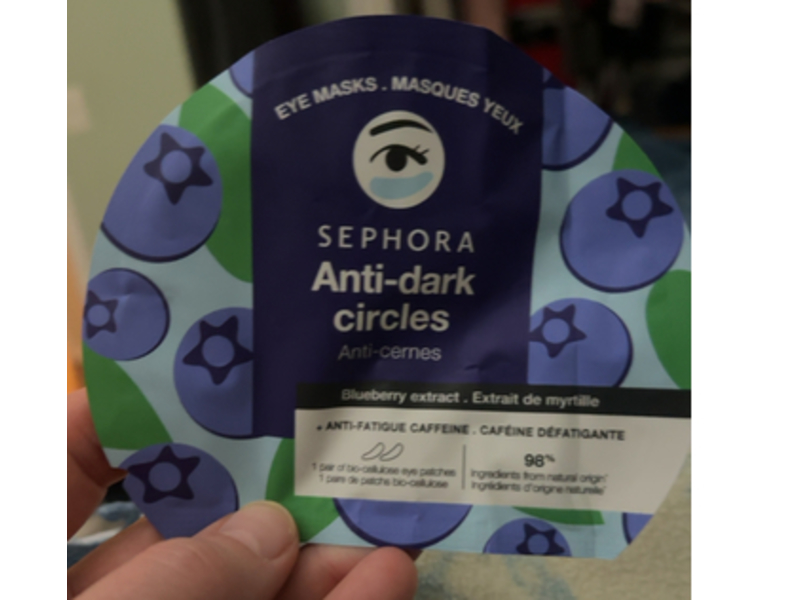 EYE MASKS . MASQUES YEUX
SEPHORA
Anti-dark
circles
Anti-cernes
Blueberry extract . Extrait de myrtille
+ ANTI-FATIGUE CAFFEINE . CAFÉINE DÉFATIGANTE
1 pair of bio-cellulose eye patches
1 paire de patchs bio-cellulose
98%
ingredients from natural origin*
ingrédients d'origine naturelle*